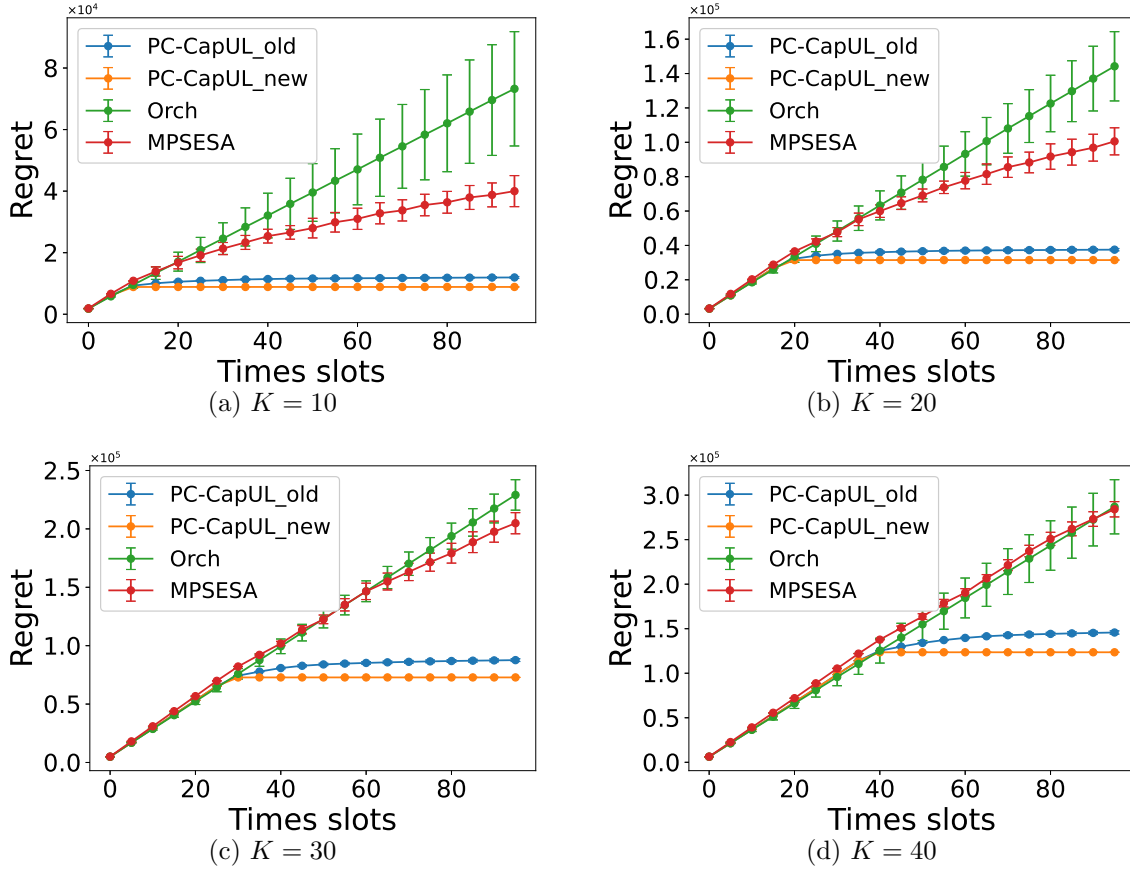 ×10⁴
8
6
4
2
0
Regret
PC-CapUL_old
PC-CapUL_new
Orch
MPSESA
0 20 40 60 80
Times slots
(a) K = 10
×10⁵
1.6
1.4
1.2
1.0
0.8
0.6
0.4
0.2
0.0
Regret
PC-CapUL_old
PC-CapUL_new
Orch
MPSESA
0 20 40 60 80
Times slots
(b) K = 20
×10⁵
2.5
2.0
1.5
1.0
0.5
0.0
Regret
PC-CapUL_old
PC-CapUL_new
Orch
MPSESA
0 20 40 60 80
Times slots
(c) K = 30
×10⁵
3.0
2.5
2.0
1.5
1.0
0.5
0.0
Regret
PC-CapUL_old
PC-CapUL_new
Orch
MPSESA
0 20 40 60 80
Times slots
(d) K = 40